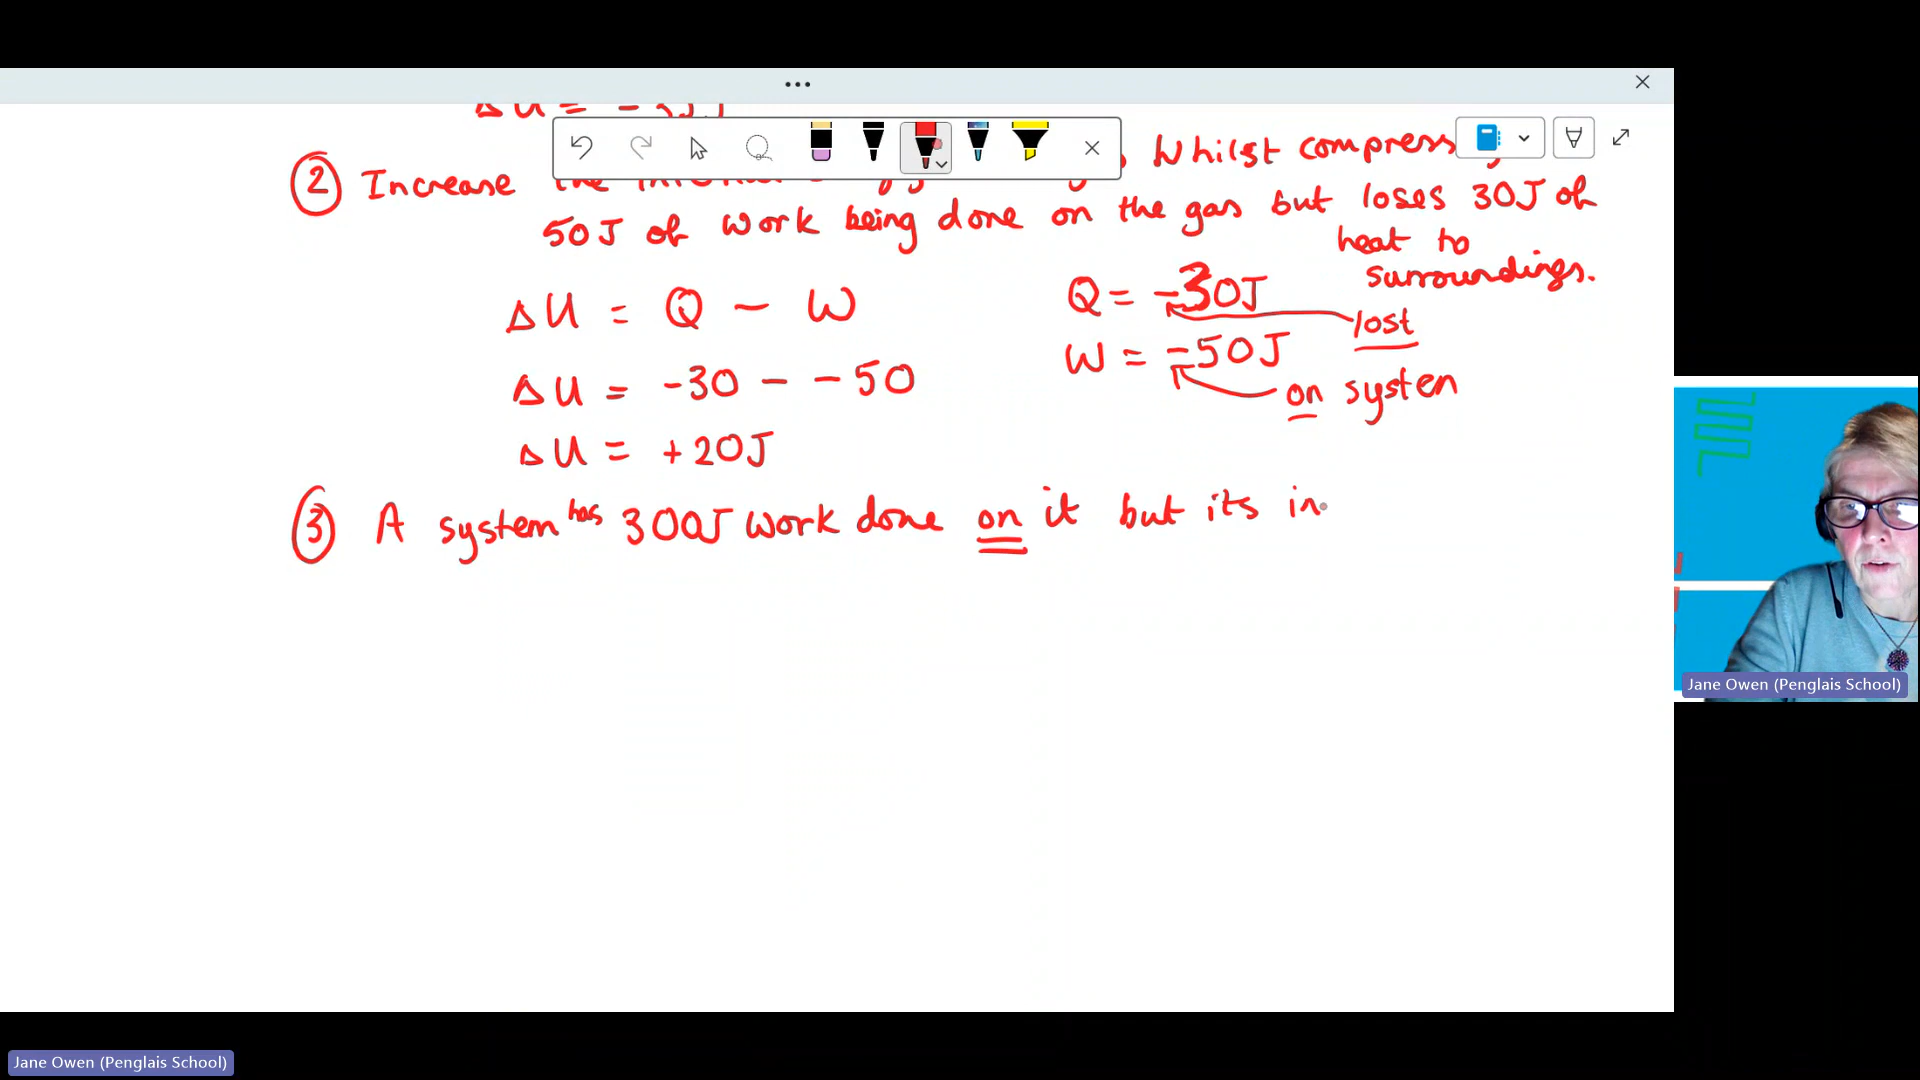 ② Increase
Whilst
50J of work being done on the gas but loses 30J of
heat to
surroundings.
ΔU = Q - W
Q = -30J
lost
W = -50J
on system
ΔU = -30 - -50
ΔU = +20J
③ A system has 300J work done on it but its in
Jane Owen (Penglais School)
Jane Owen (Penglais School)